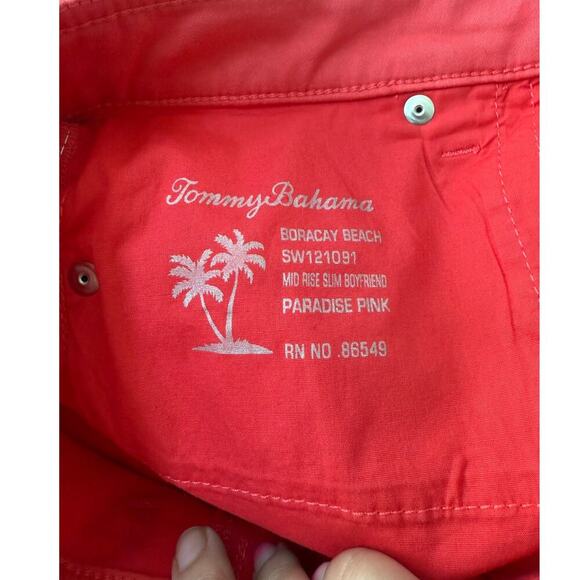 Tommy Bahama
BORACAY BEACH
SW121091
MID RISE SLIM BOYFRIEND
PARADISE PINK
RN NO .86549